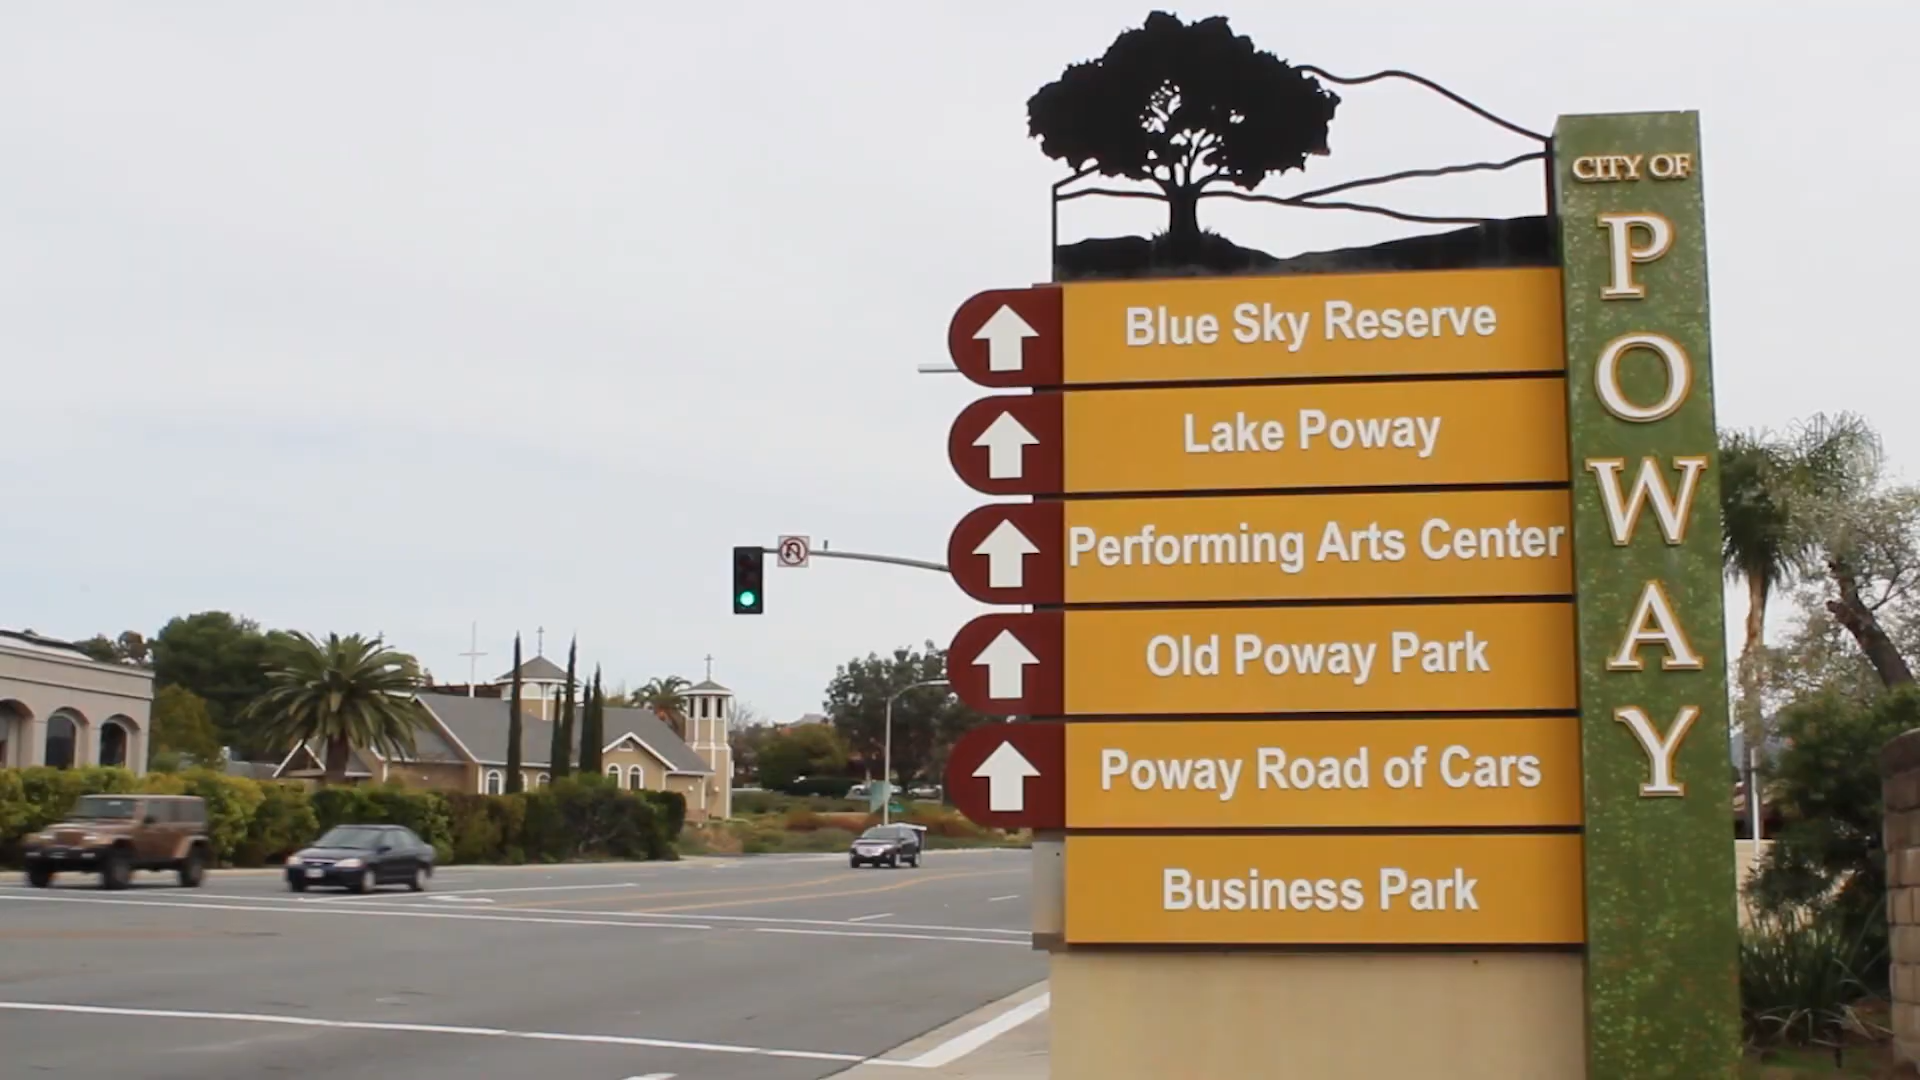 CITY OF
POWAY
Blue Sky Reserve
Lake Poway
Performing Arts Center
Old Poway Park
Poway Road of Cars
Business Park